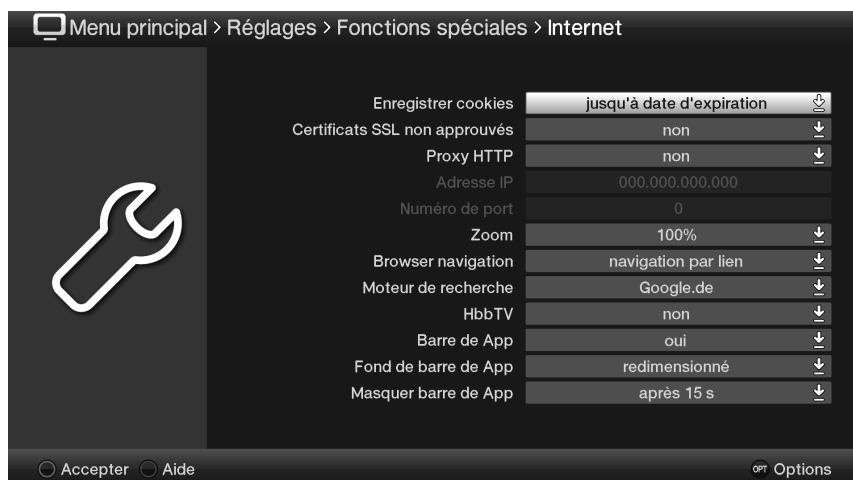 Menu principal > Réglages > Fonctions spéciales > Internet
Enregistrer cookies jusqu'à date d'expiration
Certificats SSL non approuvés non
Proxy HTTP non
Adresse IP 000.000.000.000
Numéro de port 0
Zoom 100%
Browser navigation navigation par lien
Moteur de recherche Google.de
HbbTV non
Barre de App oui
Fond de barre de App redimensionné
Masquer barre de App après 15 s
Accepter Aide OPT Options